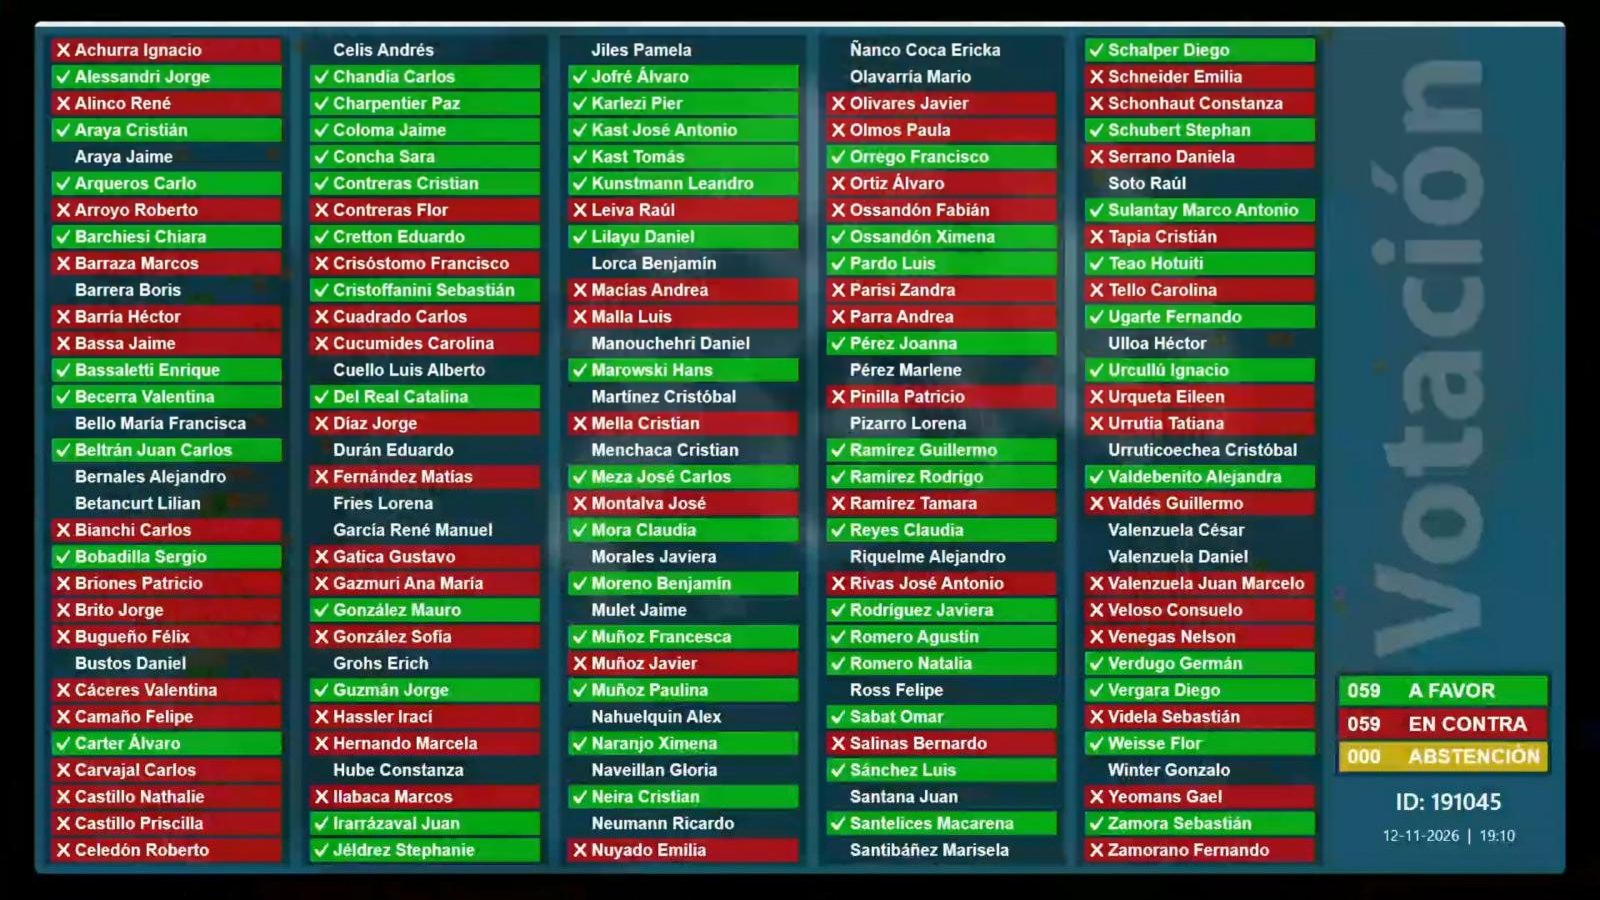 X Achurra Ignacio
✓ Alessandri Jorge
X Alinco René
✓ Araya Cristián
Araya Jaime
✓ Arqueros Carlo
X Arroyo Roberto
✓ Barchiesi Chiara
X Barraza Marcos
Barrera Boris
X Barría Héctor
X Bassa Jaime
✓ Bassaletti Enrique
✓ Becerra Valentina
Bello María Francisca
✓ Beltrán Juan Carlos
Bernales Alejandro
Betancurt Lilian
X Bianchi Carlos
✓ Bobadilla Sergio
X Briones Patricio
X Brito Jorge
X Bugueño Félix
Bustos Daniel
X Cáceres Valentina
X Camaño Felipe
✓ Carter Álvaro
X Carvajal Carlos
X Castillo Nathalie
X Castillo Priscilla
X Celedón Roberto
Celis Andrés
✓ Chandía Carlos
✓ Charpentier Paz
✓ Coloma Jaime
✓ Concha Sara
✓ Contreras Cristian
X Contreras Flor
✓ Cretton Eduardo
X Crisóstomo Francisco
✓ Cristoffanini Sebastián
X Cuadrado Carlos
X Cucumides Carolina
Cuello Luis Alberto
✓ Del Real Catalina
X Díaz Jorge
Durán Eduardo
X Fernández Matías
Fries Lorena
García René Manuel
X Gatica Gustavo
X Gazmuri Ana María
✓ González Mauro
X González Sofía
Grohs Erich
✓ Guzmán Jorge
X Hassler Irací
X Hernando Marcela
Hube Constanza
X Ilabaca Marcos
✓ Irarrázaval Juan
✓ Jéldrez Stephanie
Jiles Pamela
✓ Jofré Álvaro
✓ Karlezi Pier
✓ Kast José Antonio
✓ Kast Tomás
✓ Kunstmann Leandro
X Leiva Raúl
✓ Lilayu Daniel
Lorca Benjamín
X Macías Andrea
X Malla Luis
Manouchehri Daniel
✓ Marowski Hans
Martínez Cristóbal
X Mella Cristian
Menchaca Cristian
✓ Meza José Carlos
X Montalva José
✓ Mora Claudia
Morales Javiera
✓ Moreno Benjamín
Mulet Jaime
✓ Muñoz Francesca
X Muñoz Javier
✓ Muñoz Paulina
Nahuelquin Alex
✓ Naranjo Ximena
Naveillan Gloria
✓ Neira Cristian
Neumann Ricardo
X Nuyado Emilia
Ñanco Coca Ericka
Olavarría Mario
X Olivares Javier
X Olmos Paula
✓ Orrego Francisco
X Ortiz Álvaro
X Ossandón Fabián
✓ Ossandón Ximena
✓ Pardo Luis
X Parisi Zandra
X Parra Andrea
✓ Pérez Joanna
Pérez Marlene
X Pinilla Patricio
Pizarro Lorena
✓ Ramírez Guillermo
✓ Ramírez Rodrigo
X Ramírez Tamara
✓ Reyes Claudia
Riquelme Alejandro
X Rivas José Antonio
✓ Rodríguez Javiera
✓ Romero Agustín
✓ Romero Natalia
Ross Felipe
✓ Sabat Omar
X Salinas Bernardo
✓ Sánchez Luis
Santana Juan
✓ Santelices Macarena
Santibáñez Marisela
✓ Schalper Diego
X Schneider Emilia
X Schonhaut Constanza
✓ Schubert Stephan
X Serrano Daniela
Soto Raúl
✓ Sulantay Marco Antonio
X Tapia Cristián
✓ Teao Hotuiti
X Tello Carolina
✓ Ugarte Fernando
Ulloa Héctor
✓ Urcullú Ignacio
X Urqueta Eileen
X Urrutia Tatiana
Urruticoechea Cristóbal
✓ Valdebenito Alejandra
X Valdés Guillermo
Valenzuela César
Valenzuela Daniel
X Valenzuela Juan Marcelo
X Veloso Consuelo
X Venegas Nelson
✓ Verdugo Germán
✓ Vergara Diego
X Videla Sebastián
✓ Weisse Flor
Winter Gonzalo
X Yeomans Gael
✓ Zamora Sebastián
X Zamorano Fernando
Votación
059 A FAVOR
059 EN CONTRA
000 ABSTENCIÓN
ID: 191045
12-11-2026 | 19:10